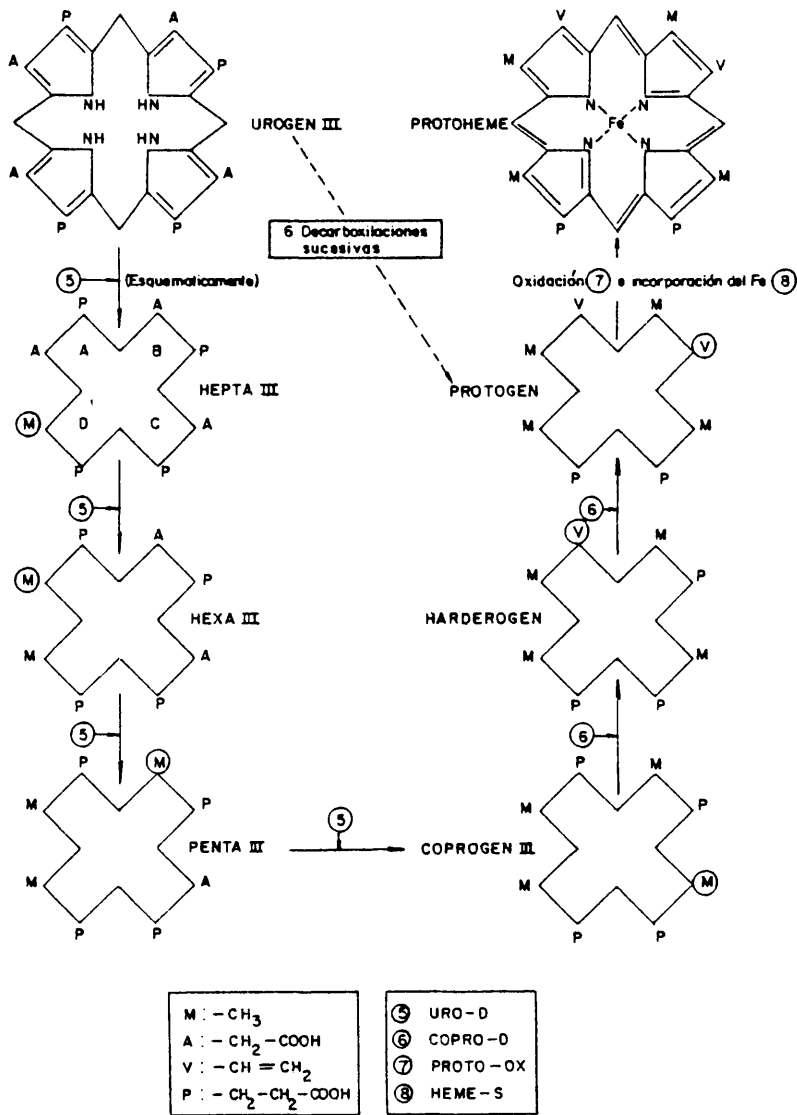 P A P V M
A P M V
NH HN N N
UROGEN III PROTOHEME Fe
NH HN N N
A A M M
P P P P
6 Decarboxilaciones
sucesivas
5 (Esquematicamente) Oxidación 7 e incorporación del Fe 8
P A V M
A A B P M V
HEPTA III PROTOGEN
M D C A M M
P P P P
5 6
P A V M
M P M P
HEXA III HARDEROGEN
M A M M
P P P P
5 6
P M P M
M P M P
PENTA III 5 COPROGEN III
M A M M
P P P P
M : -CH3
A : -CH2-COOH
V : -CH=CH2
P : -CH2-CH2-COOH
5 URO-D
6 COPRO-D
7 PROTO-OX
8 HEME-S